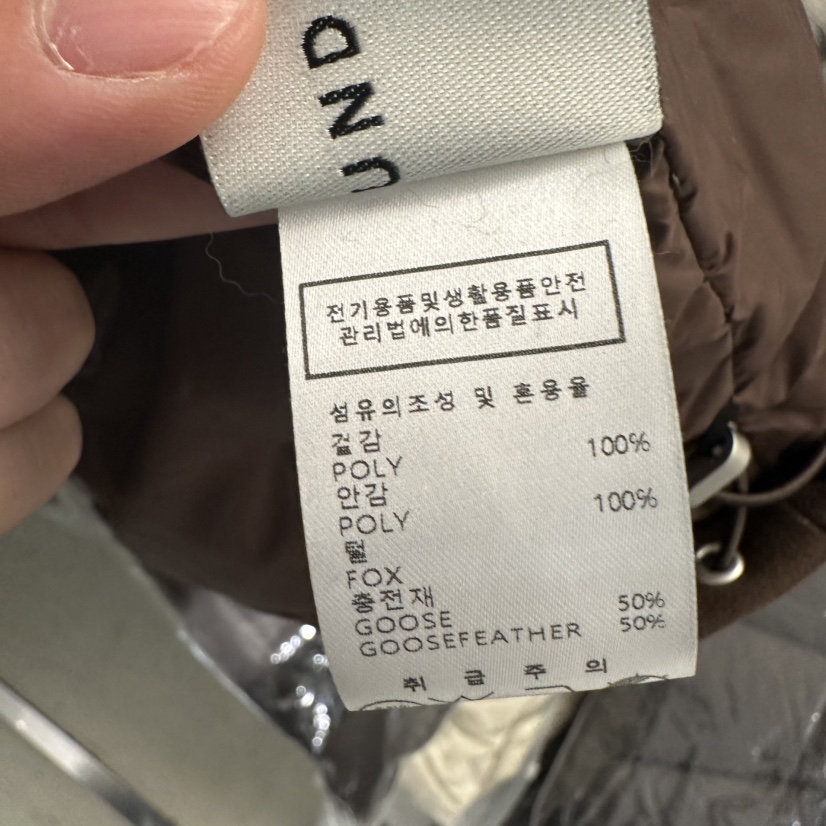 UND
전기용품및생활용품안전
관리법에의한품질표시
섬유의조성 및 혼용율
겉감
POLY 100%
안감
POLY 100%
FOX
충전재
GOOSE 50%
GOOSEFEATHER 50%
취급주의